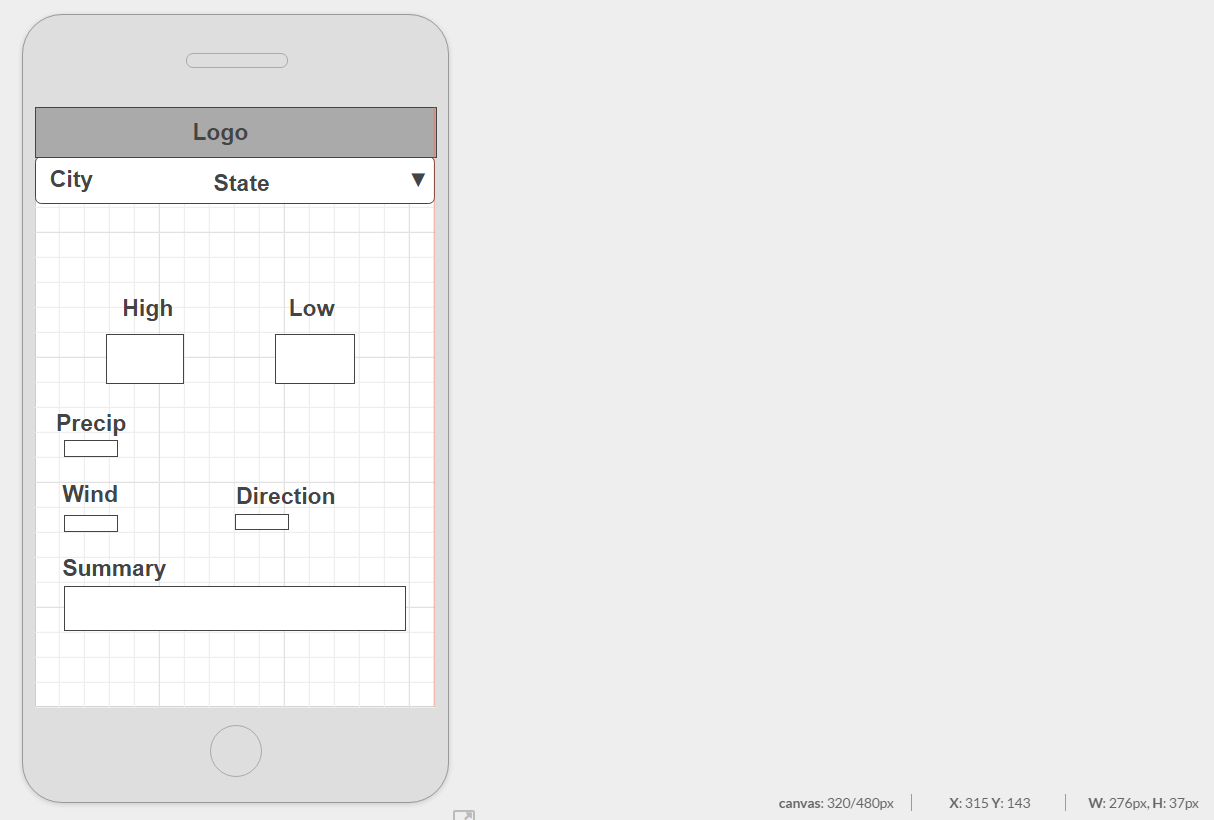 Logo
City State ▼
High Low
Precip
Wind Direction
Summary
canvas: 320/480px X: 315 Y: 143 W: 276px, H: 37px